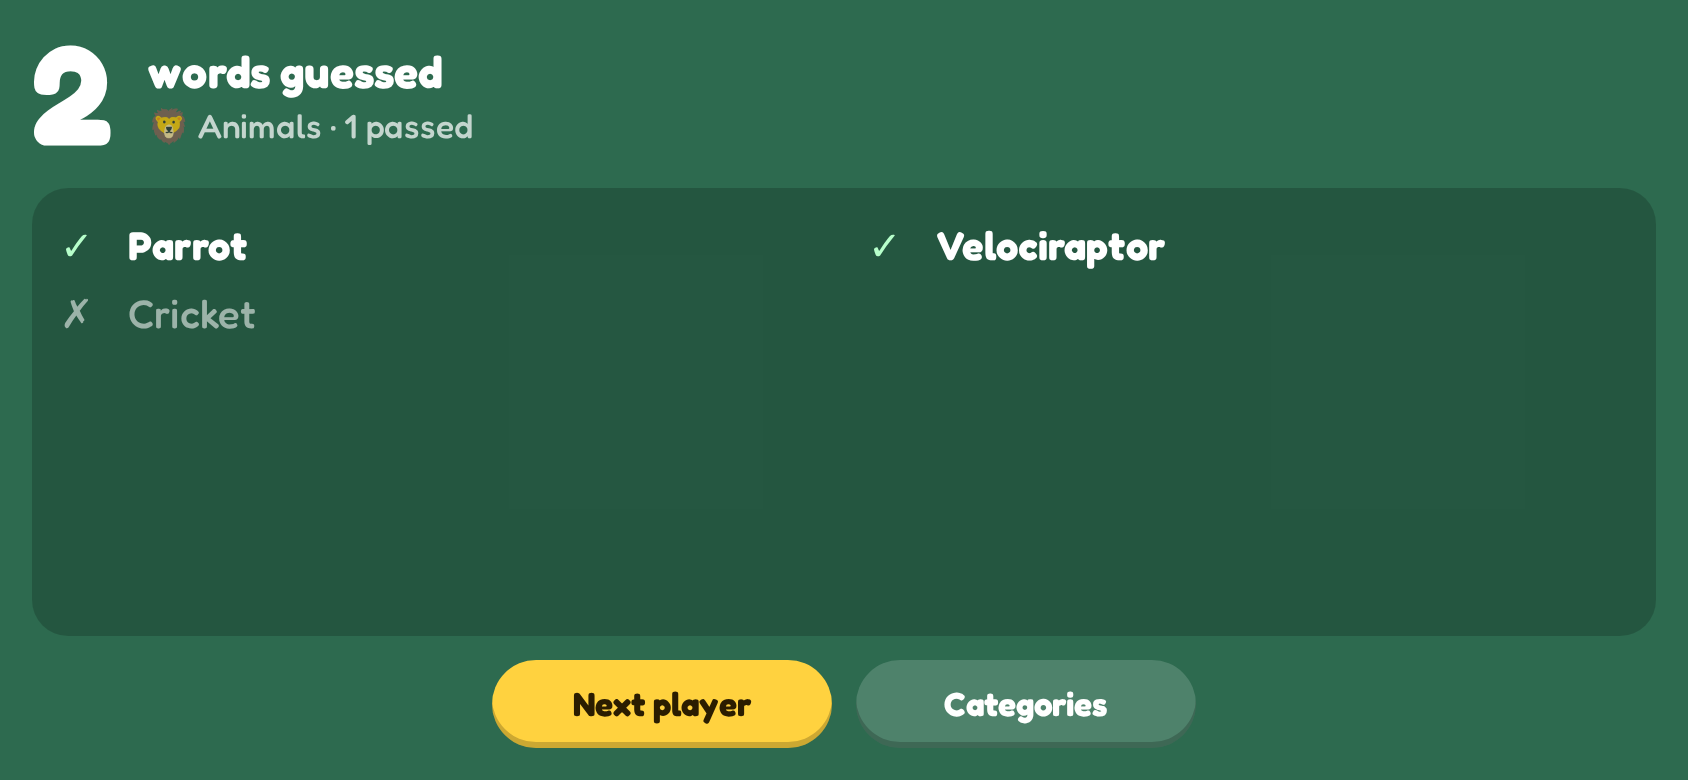 2 words guessed
🦁 Animals · 1 passed
✓ Parrot
✓ Velociraptor
✗ Cricket
Next player
Categories